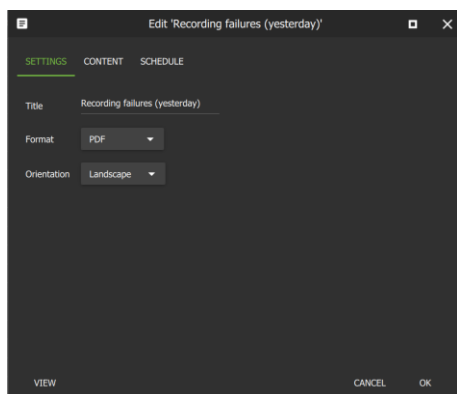 Edit 'Recording failures (yesterday)'
SETTINGS CONTENT SCHEDULE
Title Recording failures (yesterday)
Format PDF
Orientation Landscape
VIEW CANCEL OK